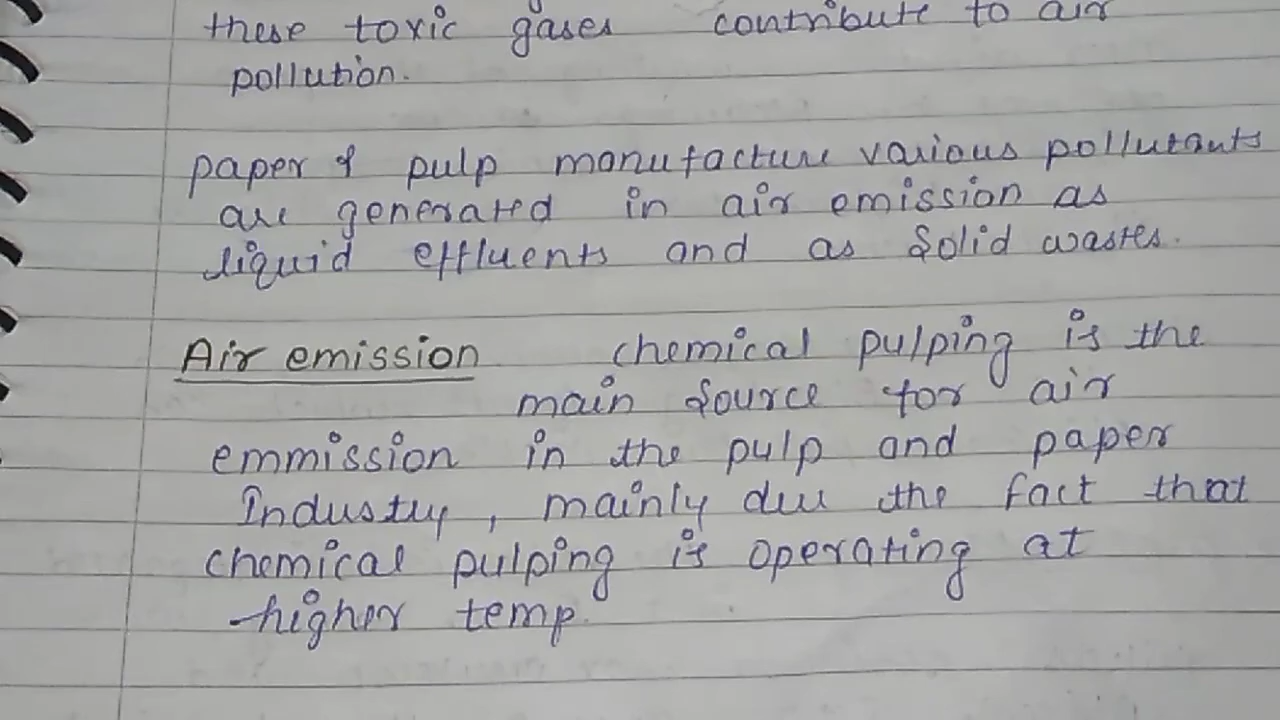 these toxic gases contribute to air
pollution.
paper & pulp manufacture various pollutants
are generated in air emission as
liquid effluents and as Solid wastes.
Air emission chemical pulping is the
main Source for air
emmission in the pulp and paper
Industry, mainly due the fact that
chemical pulping is operating at
higher temp.